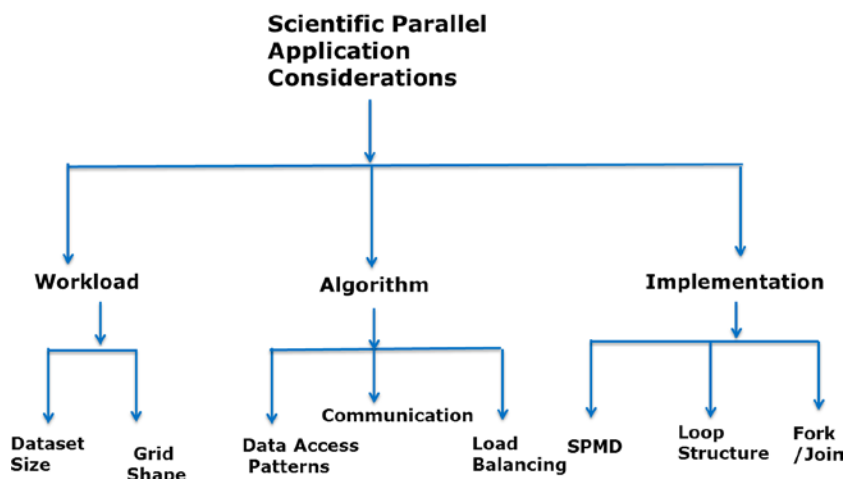 Scientific Parallel
Application
Considerations
Workload
Algorithm
Implementation
Dataset
Size
Grid
Shape
Data Access
Patterns
Communication
Load
Balancing
SPMD
Loop
Structure
Fork
/Join